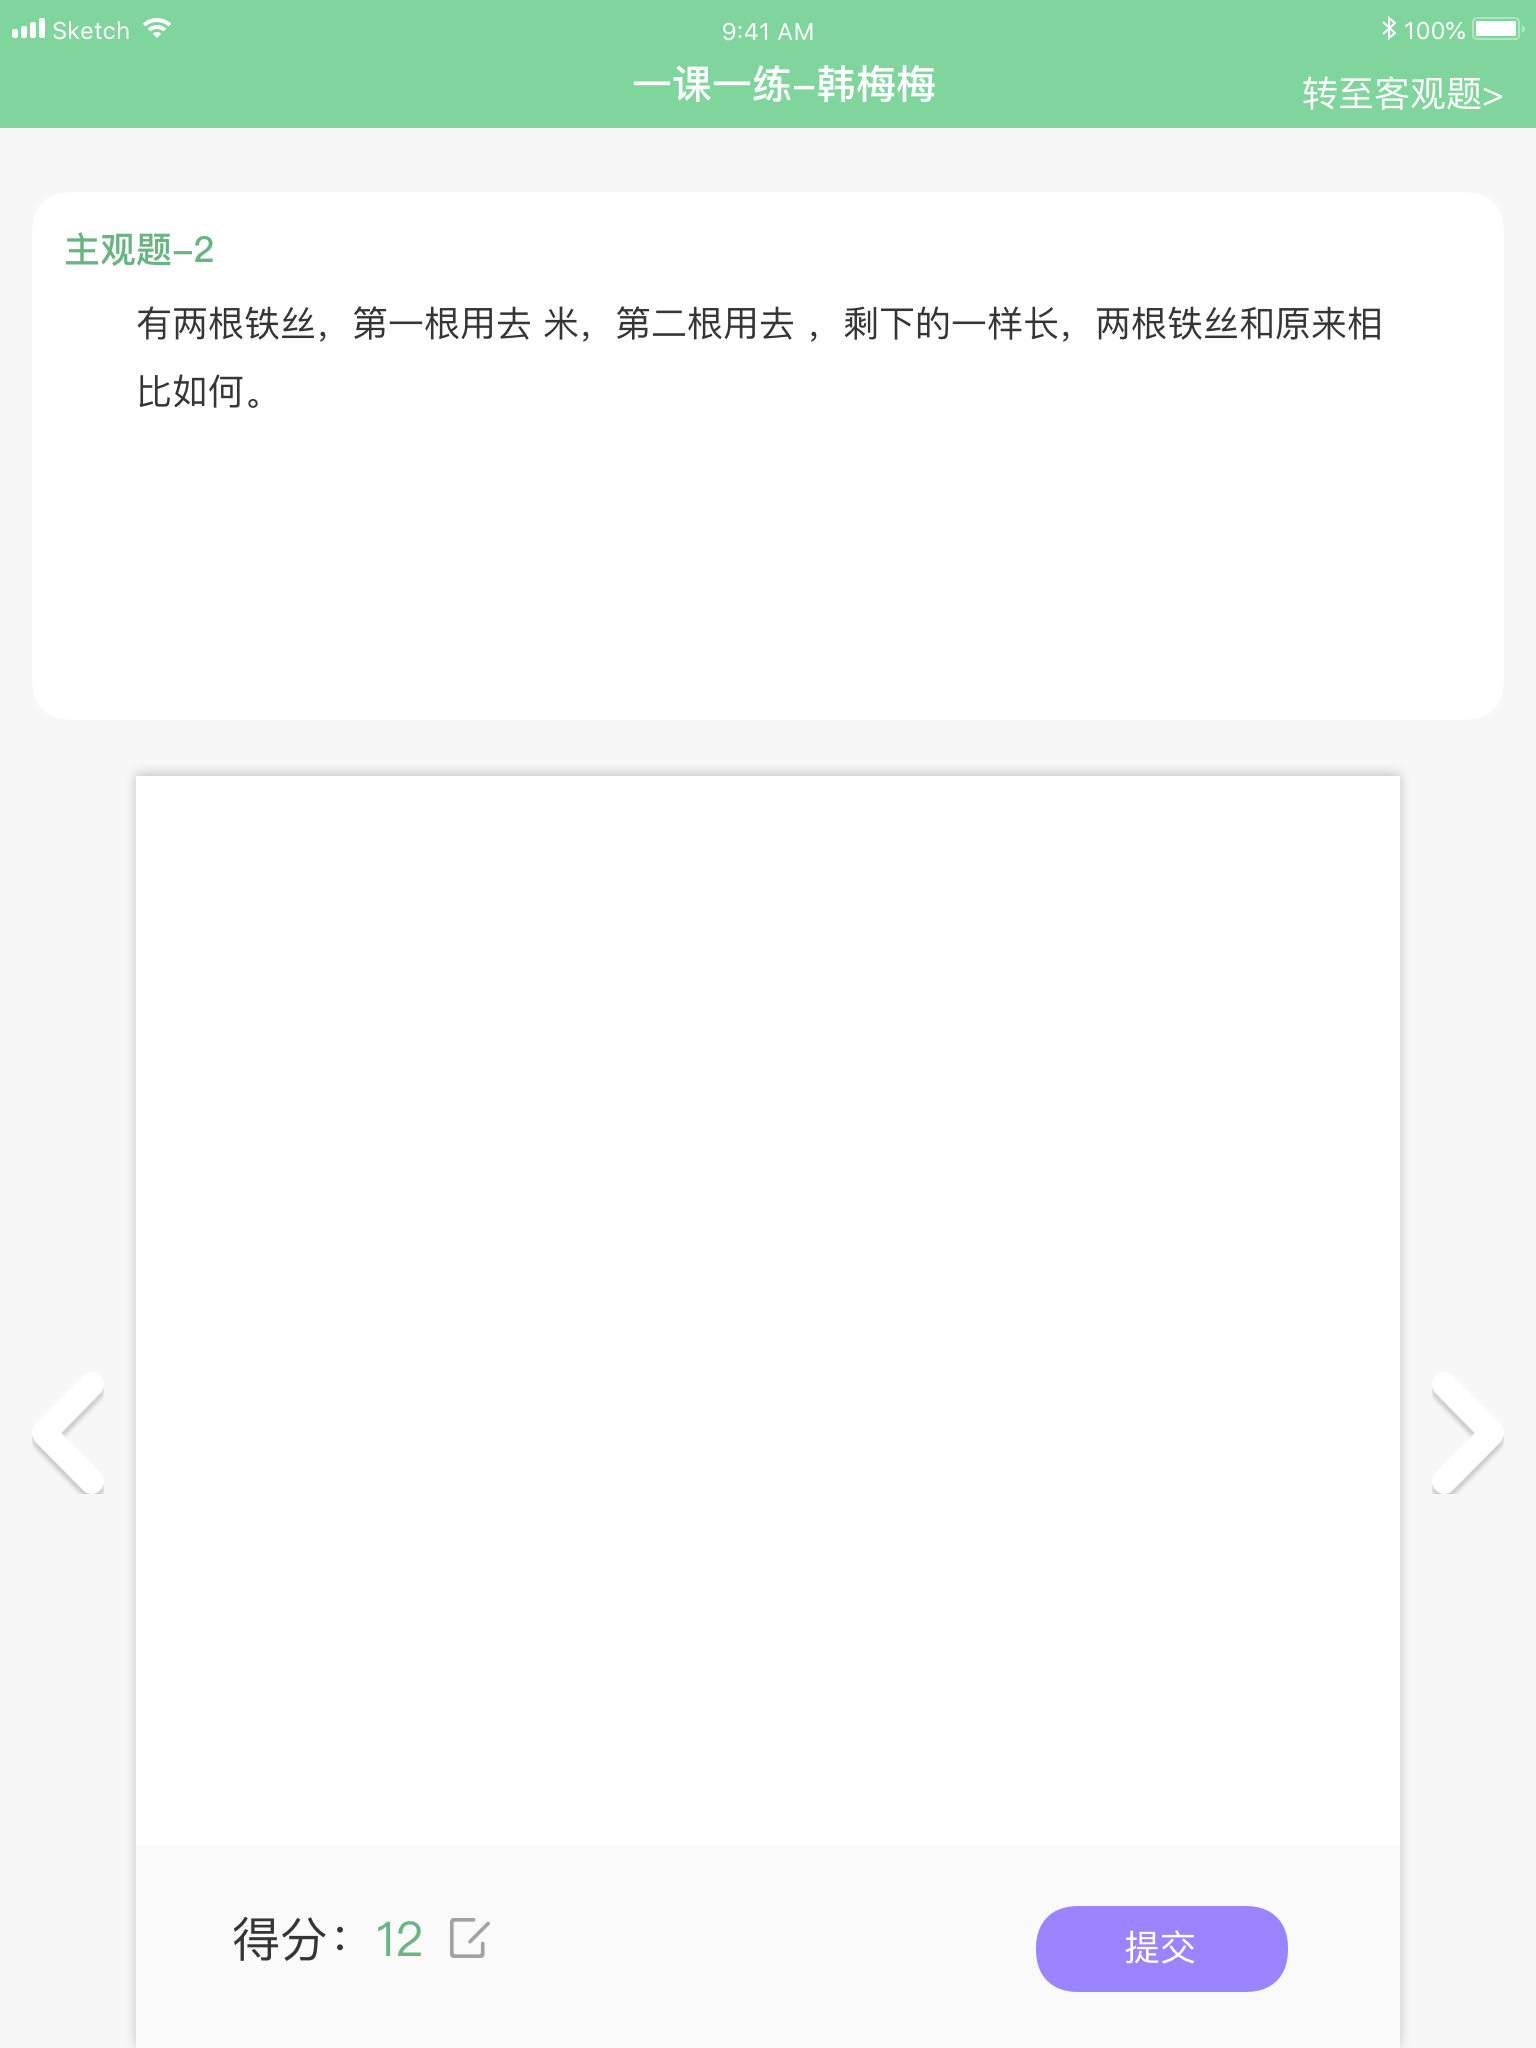 Sketch
9:41 AM
100%
一课一练-韩梅梅
转至客观题>
主观题-2
有两根铁丝，第一根用去 米，第二根用去 ，剩下的一样长，两根铁丝和原来相
比如何。
得分：12
提交